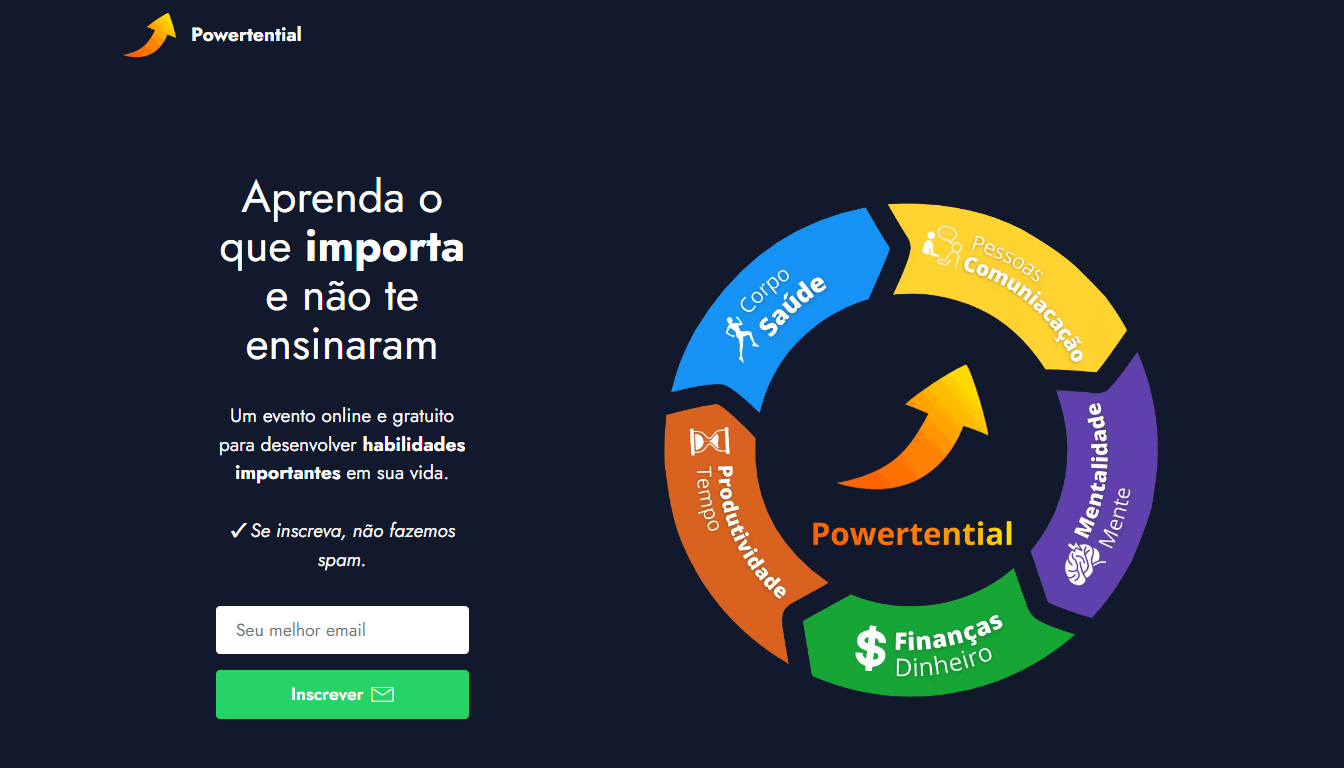 Powertential
Aprenda o
que importa
e não te
ensinaram
Um evento online e gratuito
para desenvolver habilidades
importantes em sua vida.
✓ Se inscreva, não fazemos
spam.
Seu melhor email
Inscrever
Corpo
Saúde
Pessoas
Comuniacação
Mentalidade
Mente
$ Finanças
Dinheiro
Produtividade
Tempo
Powertential